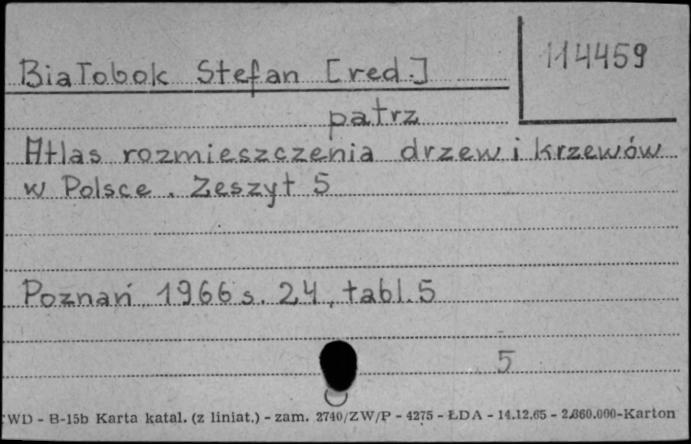 114459
Białobok Stefan [red.]
patrz
Atlas rozmieszczenia drzew i krzewów
w Polsce. Zeszyt 5
Poznań 1966 s. 24, tabl. 5
5
WD - B-15b Karta katal. (z liniat.) - zam. 2740/ZW/P - 4275 - ŁDA - 14.12.65 - 2.860.000-Karton